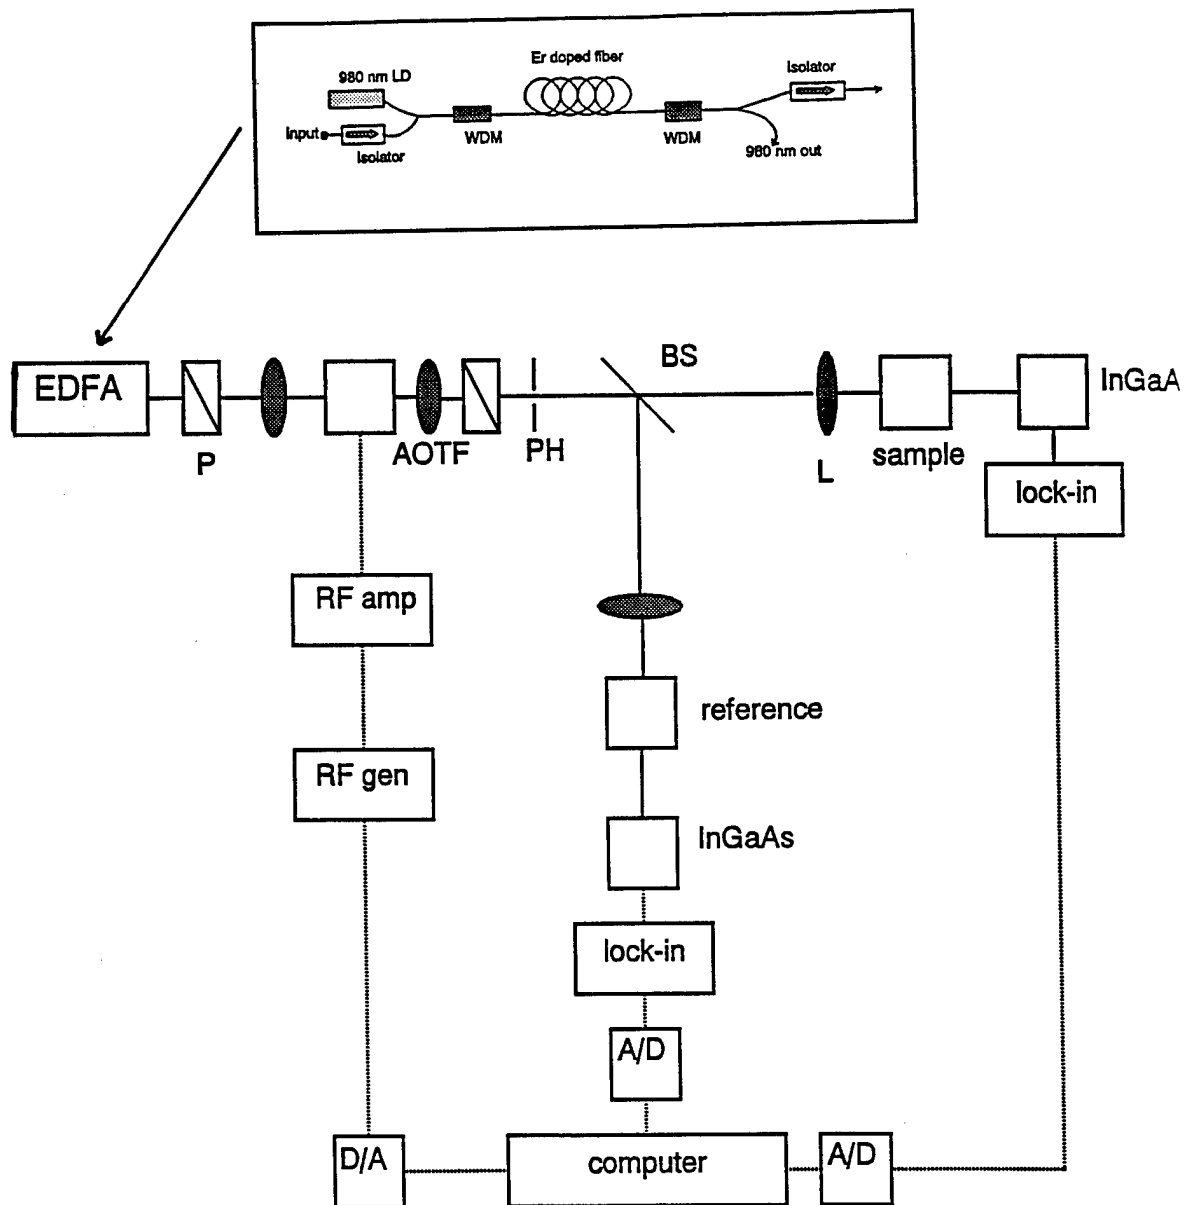 Er doped fiber
980 nm LD
Isolator
Input
WDM
WDM
Isolator
980 nm out
EDFA
BS
InGaA
P
AOTF
PH
L
sample
lock-in
RF amp
reference
RF gen
InGaAs
lock-in
A/D
D/A
computer
A/D